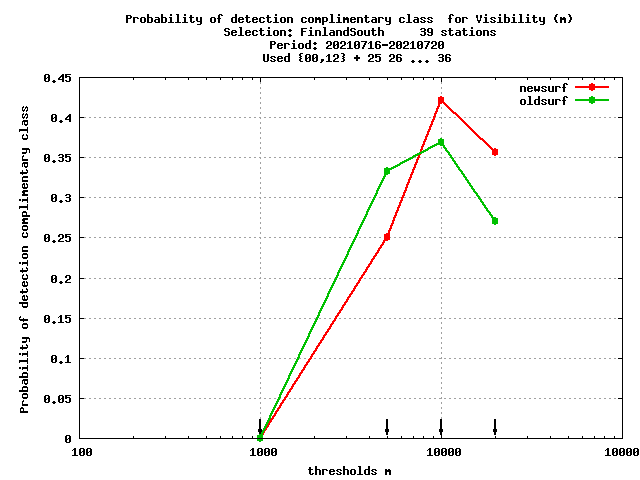 Probability of detection complimentary class  for Visibility (m)
Selection: FinlandSouth     39 stations
Period: 20210716-20210720
Used {00,12} + 25 26 ... 36
newsurf
oldsurf
Probability of detection complimentary class
0.45
0.4
0.35
0.3
0.25
0.2
0.15
0.1
0.05
0
100 1000 10000 10000
thresholds m